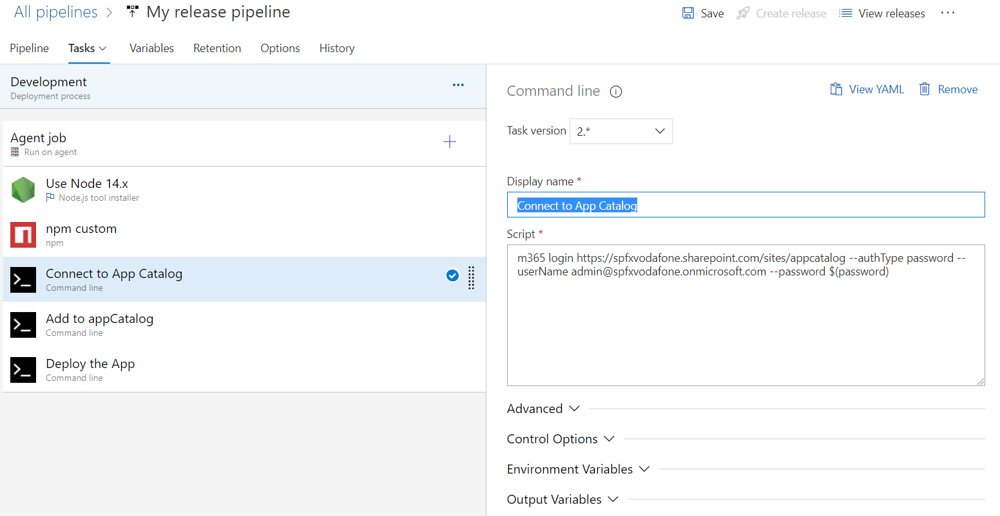 All pipelines > My release pipeline
Save Create release View releases ...
Pipeline Tasks Variables Retention Options History
Development
Deployment process
Agent job
Run on agent
Use Node 14.x
Node.js tool installer
npm custom
npm
Connect to App Catalog
Command line
Add to appCatalog
Command line
Deploy the App
Command line
Command line
View YAML Remove
Task version 2.*
Display name *
Connect to App Catalog
Script *
m365 login https://spfxvodafone.sharepoint.com/sites/appcatalog --authType password --
userName admin@spfxvodafone.onmicrosoft.com --password $(password)
Advanced
Control Options
Environment Variables
Output Variables